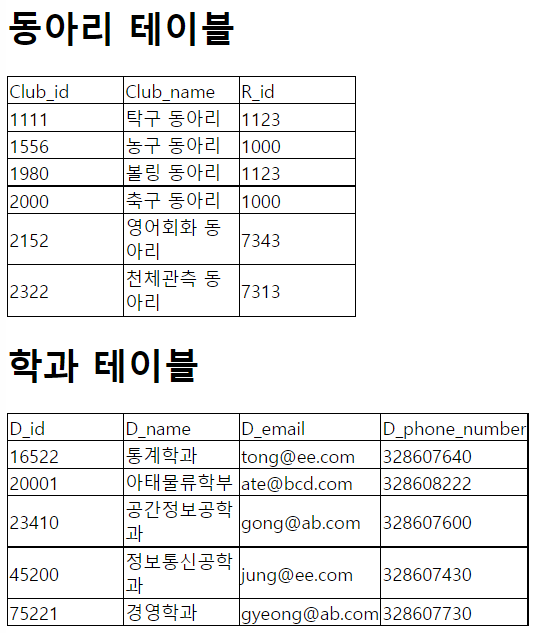 동아리 테이블
Club_id Club_name R_id
1111 탁구 동아리 1123
1556 농구 동아리 1000
1980 볼링 동아리 1123
2000 축구 동아리 1000
2152 영어회화 동아리 7343
2322 천체관측 동아리 7313
학과 테이블
D_id D_name D_email D_phone_number
16522 통계학과 tong@ee.com 328607640
20001 아태물류학부 ate@bcd.com 328608222
23410 공간정보공학과 gong@ab.com 328607600
45200 정보통신공학과 jung@ee.com 328607430
75221 경영학과 gyeong@ab.com 328607730